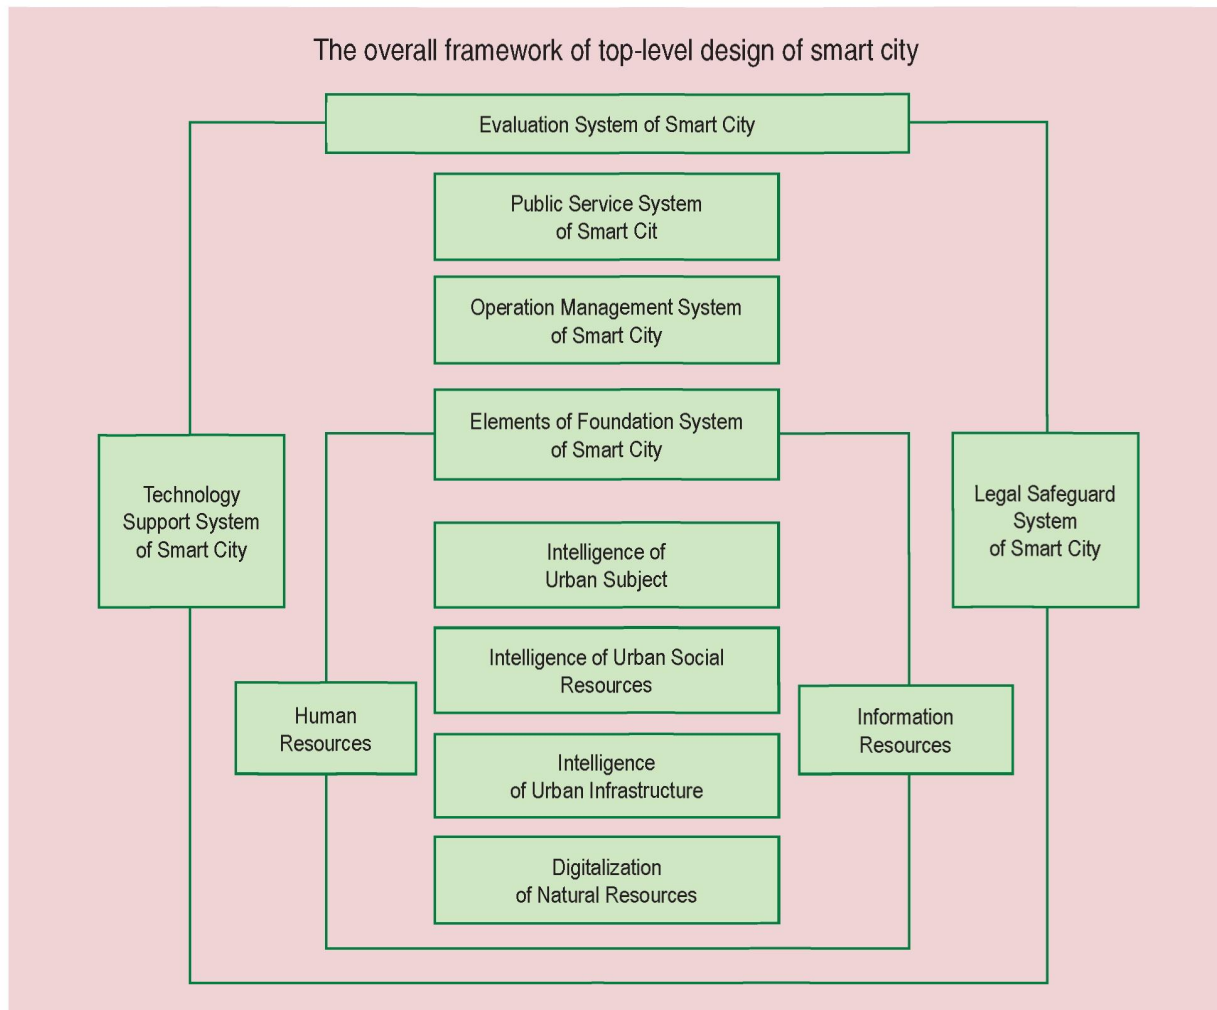 The overall framework of top-level design of smart city
Evaluation System of Smart City
Public Service System
of Smart Cit
Operation Management System
of Smart City
Elements of Foundation System
of Smart City
Technology
Support System
of Smart City
Legal Safeguard
System
of Smart City
Intelligence of
Urban Subject
Intelligence of Urban Social
Resources
Human
Resources
Information
Resources
Intelligence
of Urban Infrastructure
Digitalization
of Natural Resources